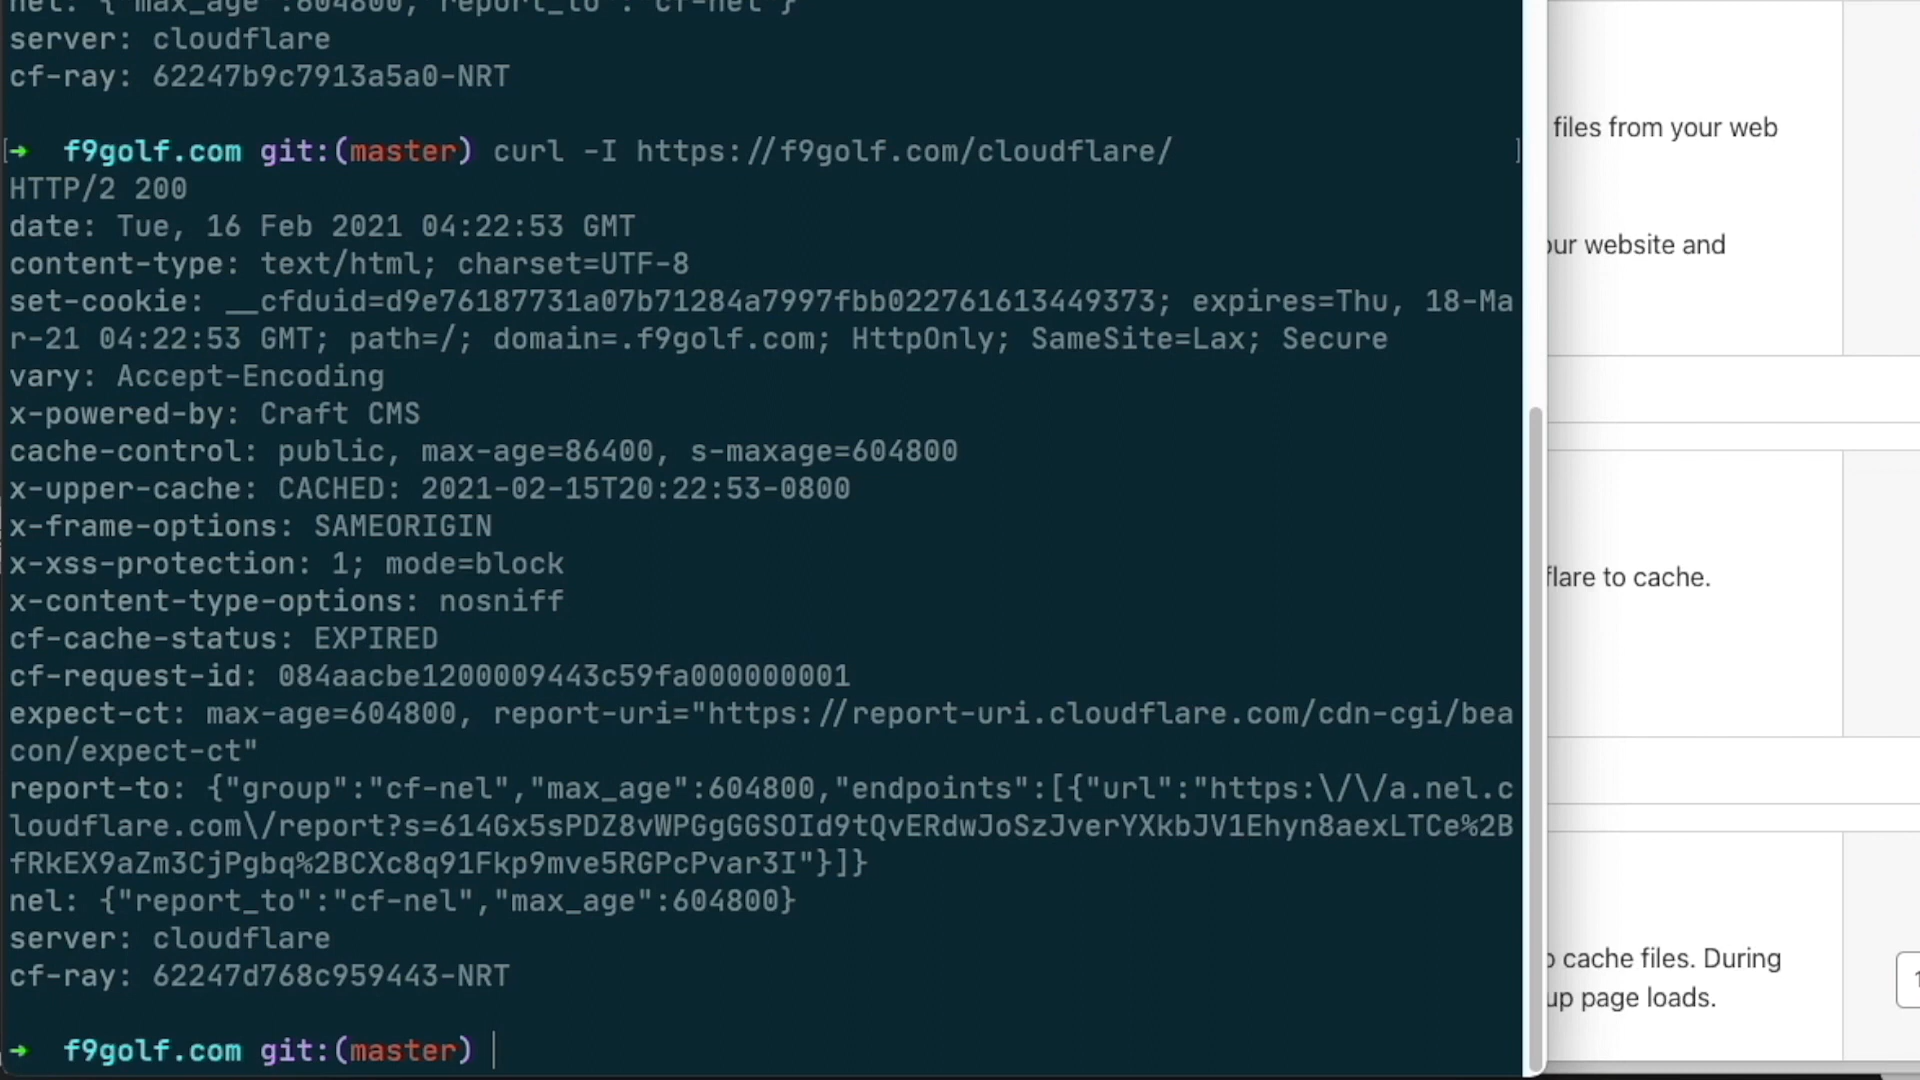 nel: {"max_age":604800,"report_to":"cf-nel"}
server: cloudflare
cf-ray: 62247b9c7913a5a0-NRT
[➜  f9golf.com git:(master) curl -I https://f9golf.com/cloudflare/ ]
HTTP/2 200
date: Tue, 16 Feb 2021 04:22:53 GMT
content-type: text/html; charset=UTF-8
set-cookie: __cfduid=d9e76187731a07b71284a7997fbb022761613449373; expires=Thu, 18-Ma
r-21 04:22:53 GMT; path=/; domain=.f9golf.com; HttpOnly; SameSite=Lax; Secure
vary: Accept-Encoding
x-powered-by: Craft CMS
cache-control: public, max-age=86400, s-maxage=604800
x-upper-cache: CACHED: 2021-02-15T20:22:53-0800
x-frame-options: SAMEORIGIN
x-xss-protection: 1; mode=block
x-content-type-options: nosniff
cf-cache-status: EXPIRED
cf-request-id: 084aacbe1200009443c59fa000000001
expect-ct: max-age=604800, report-uri="https://report-uri.cloudflare.com/cdn-cgi/bea
con/expect-ct"
report-to: {"group":"cf-nel","max_age":604800,"endpoints":[{"url":"https:\/\/a.nel.c
loudflare.com\/report?s=614Gx5sPDZ8vWPGgGGSOId9tQvERdwJoSzJverYXkbJV1Ehyn8aexLTCe%2B
fRkEX9aZm3CjPgbq%2BCXc8q91Fkp9mve5RGPcPvar3I"}]}
nel: {"report_to":"cf-nel","max_age":604800}
server: cloudflare
cf-ray: 62247d768c959443-NRT
➜  f9golf.com git:(master)
files from your web
our website and
flare to cache.
o cache files. During
up page loads.